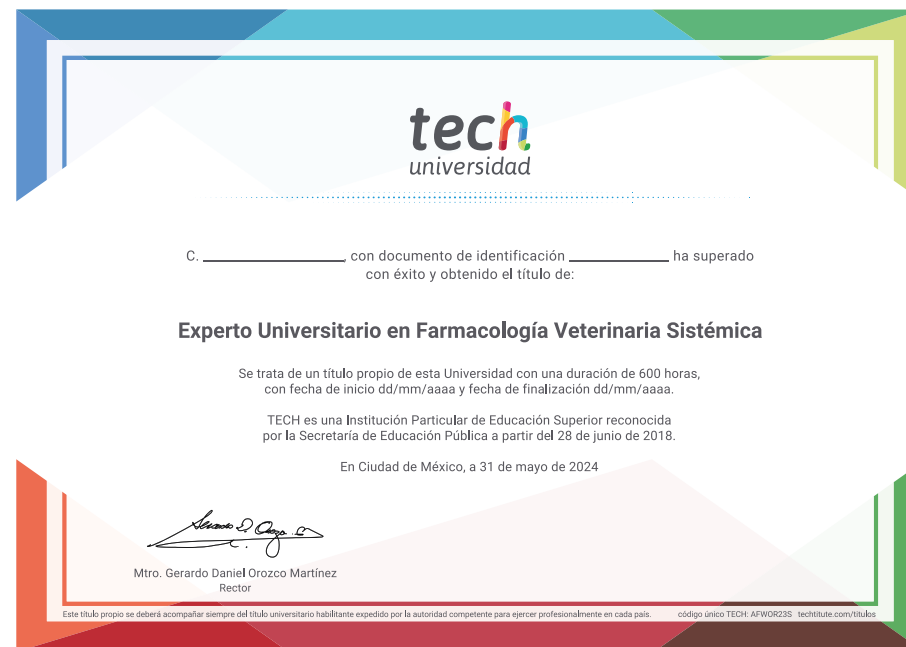 tech
universidad
C. ____________, con documento de identificación ____________ ha superado
con éxito y obtenido el título de:
Experto Universitario en Farmacología Veterinaria Sistémica
Se trata de un título propio de esta Universidad con una duración de 600 horas,
con fecha de inicio dd/mm/aaaa y fecha de finalización dd/mm/aaaa.
TECH es una Institución Particular de Educación Superior reconocida
por la Secretaría de Educación Pública a partir del 28 de junio de 2018.
En Ciudad de México, a 31 de mayo de 2024
Mtro. Gerardo Daniel Orozco Martínez
Rector
Este título propio se deberá acompañar siempre del título universitario habilitante expedido por la autoridad competente para ejercer profesionalmente en cada país. código único TECH: AFWOR23S techtitute.com/titulos